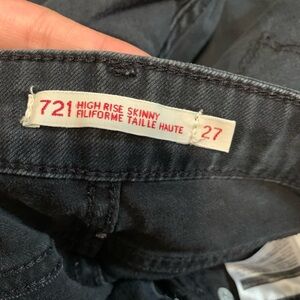 721 HIGH RISE SKINNY
FILIFORME TAILLE HAUTE
27